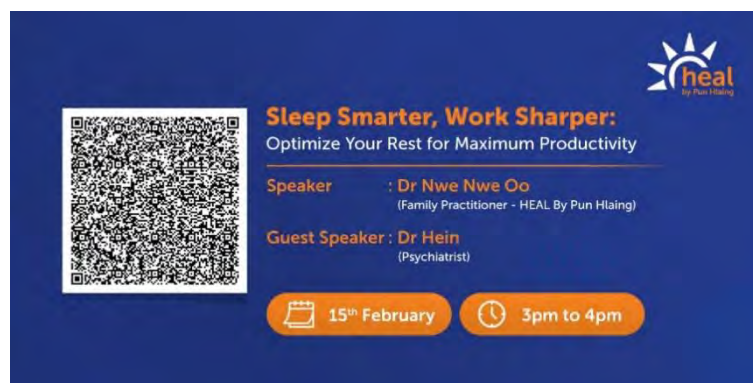 heal
by Pun Hlaing
Sleep Smarter, Work Sharper:
Optimize Your Rest for Maximum Productivity
Speaker : Dr Nwe Nwe Oo
(Family Practitioner - HEAL By Pun Hlaing)
Guest Speaker : Dr Hein
(Psychiatrist)
15th February
3pm to 4pm